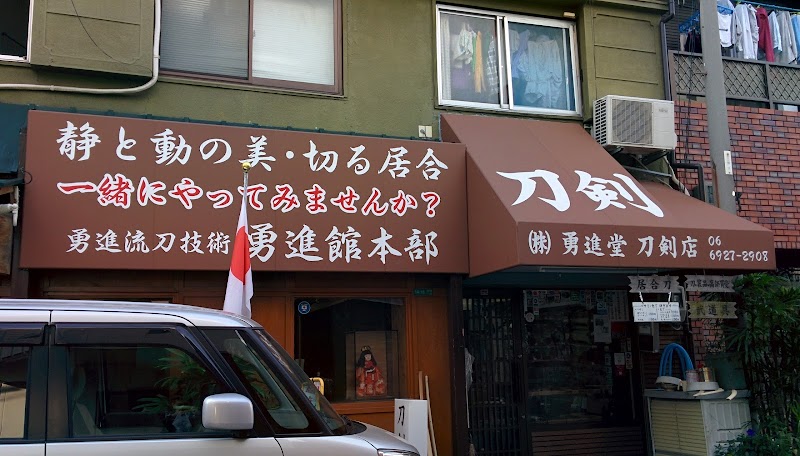 静と動の美・切る居合
一緒にやってみませんか?
勇進流刀技術 勇進館本部
刀剣
㈱ 勇進堂 刀剣店
06
6927-2908
居合刀
刀